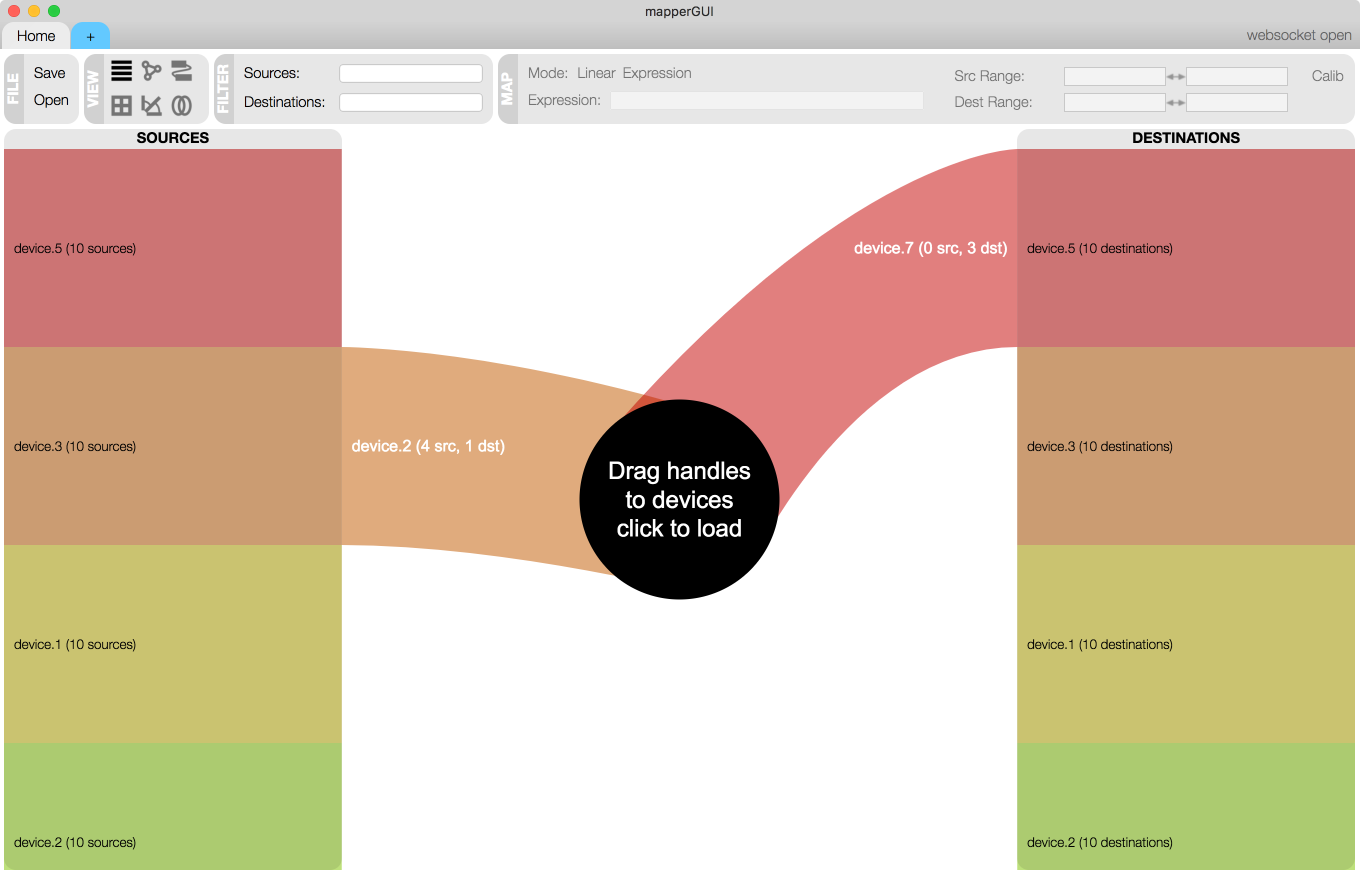 mapperGUI
Home
+
websocket open
FILE
Save
Open
VIEW
FILTER
Sources:
Destinations:
MAP
Mode: Linear Expression
Expression:
Src Range:
Dest Range:
Calib
SOURCES
DESTINATIONS
device.5 (10 sources)
device.7 (0 src, 3 dst)
device.5 (10 destinations)
device.3 (10 sources)
device.2 (4 src, 1 dst)
device.3 (10 destinations)
Drag handles
to devices
click to load
device.1 (10 sources)
device.1 (10 destinations)
device.2 (10 sources)
device.2 (10 destinations)